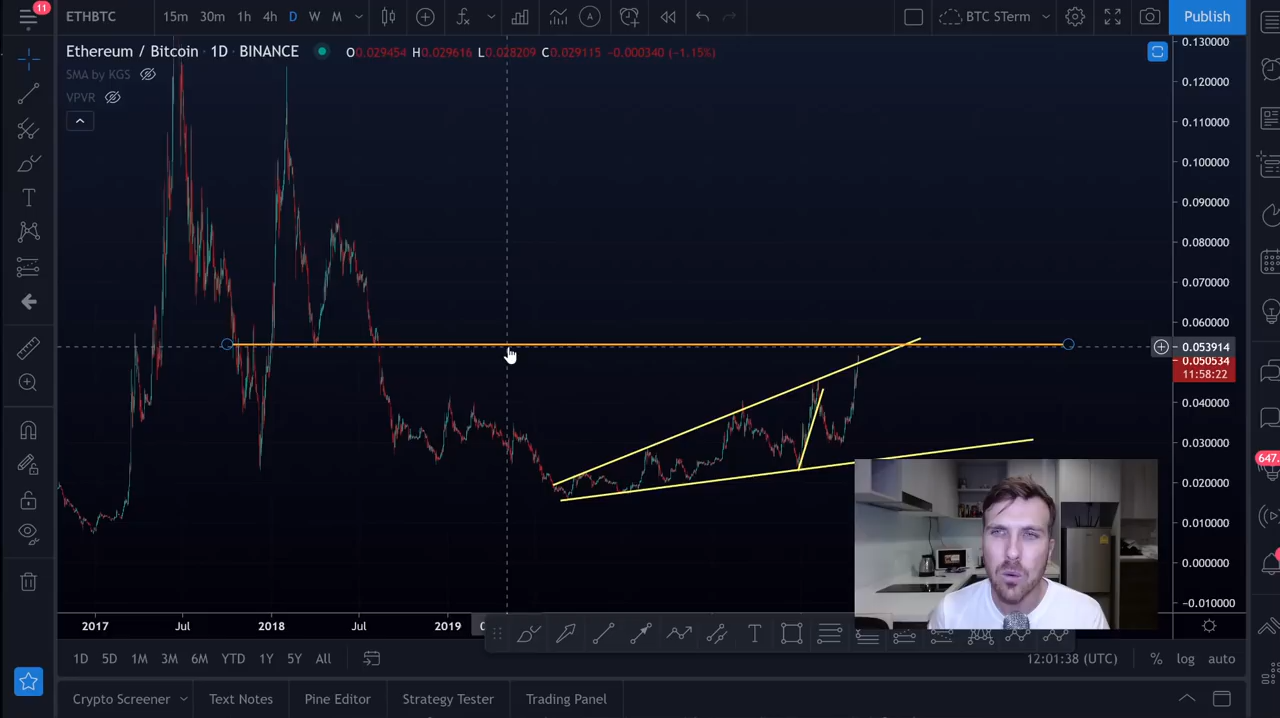 11
ETHBTC
15m 30m 1h 4h D W M
BTC STerm
Publish
Ethereum / Bitcoin · 1D · BINANCE
O0.029454 H0.029616 L0.028209 C0.029115 -0.000340 (-1.15%)
SMA by KGS
VPVR
0.130000
0.120000
0.110000
0.100000
0.090000
0.080000
0.070000
0.060000
0.053914
0.050534
11:58:22
0.040000
0.030000
0.020000
0.010000
0.000000
-0.010000
647.
2017 Jul 2018 Jul 2019
1D 5D 1M 3M 6M YTD 1Y 5Y All
12:01:38 (UTC) % log auto
Crypto Screener Text Notes Pine Editor Strategy Tester Trading Panel